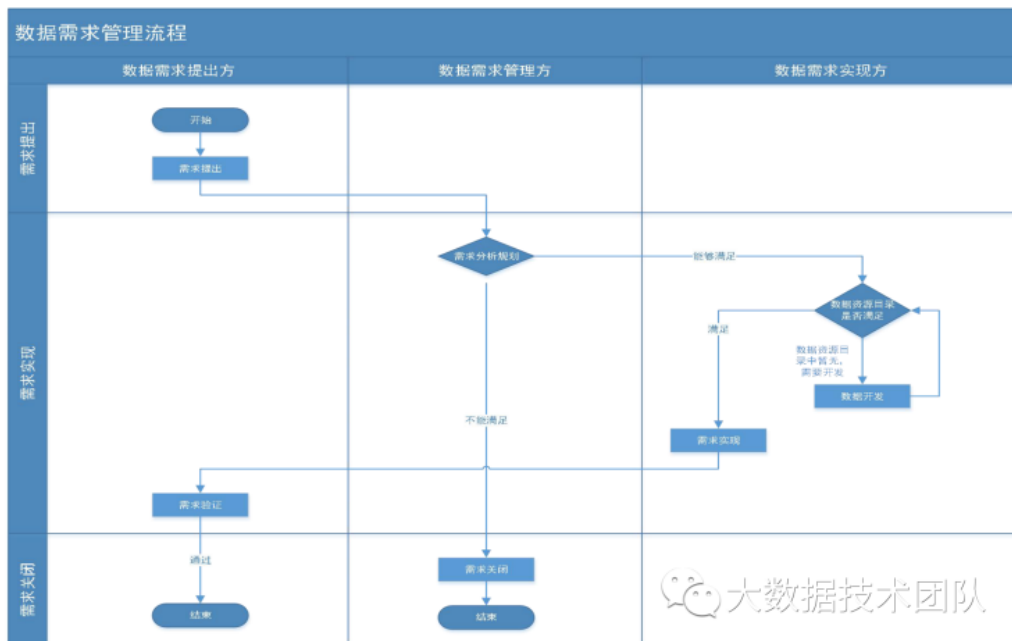 数据需求管理流程
数据需求提出方
数据需求管理方
数据需求实现方
需求提出
开始
需求提出
需求实现
需求分析规划
能够满足
数据资源目录
是否满足
满足
数据资源目
录中暂无,
需要开发
数据开发
不能满足
需求实现
需求验证
需求关闭
通过
需求关闭
结束
结束
大数据技术团队